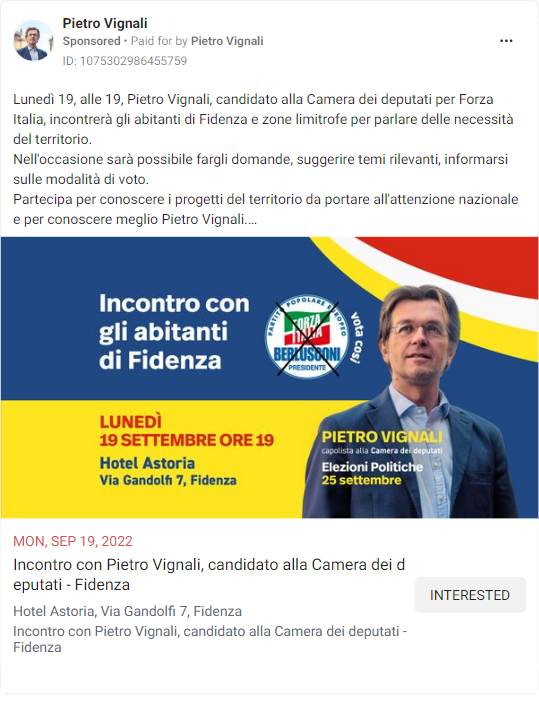 Pietro Vignali
Sponsored • Paid for by Pietro Vignali
ID: 1075302986455759
Lunedì 19, alle 19, Pietro Vignali, candidato alla Camera dei deputati per Forza
Italia, incontrerà gli abitanti di Fidenza e zone limitrofe per parlare delle necessità
del territorio.
Nell'occasione sarà possibile fargli domande, suggerire temi rilevanti, informarsi
sulle modalità di voto.
Partecipa per conoscere i progetti del territorio da portare all'attenzione nazionale
e per conoscere meglio Pietro Vignali....
Incontro con
gli abitanti
di Fidenza
PARTITO POPOLARE EUROPEO
FORZA
ITALIA
BERLUSCONI
PRESIDENTE
vota così
LUNEDÌ
19 SETTEMBRE ORE 19
Hotel Astoria
Via Gandolfi 7, Fidenza
PIETRO VIGNALI
capolista alla Camera dei deputati
Elezioni Politiche
25 settembre
MON, SEP 19, 2022
Incontro con Pietro Vignali, candidato alla Camera dei d
eputati - Fidenza
Hotel Astoria, Via Gandolfi 7, Fidenza
Incontro con Pietro Vignali, candidato alla Camera dei deputati -
Fidenza
INTERESTED